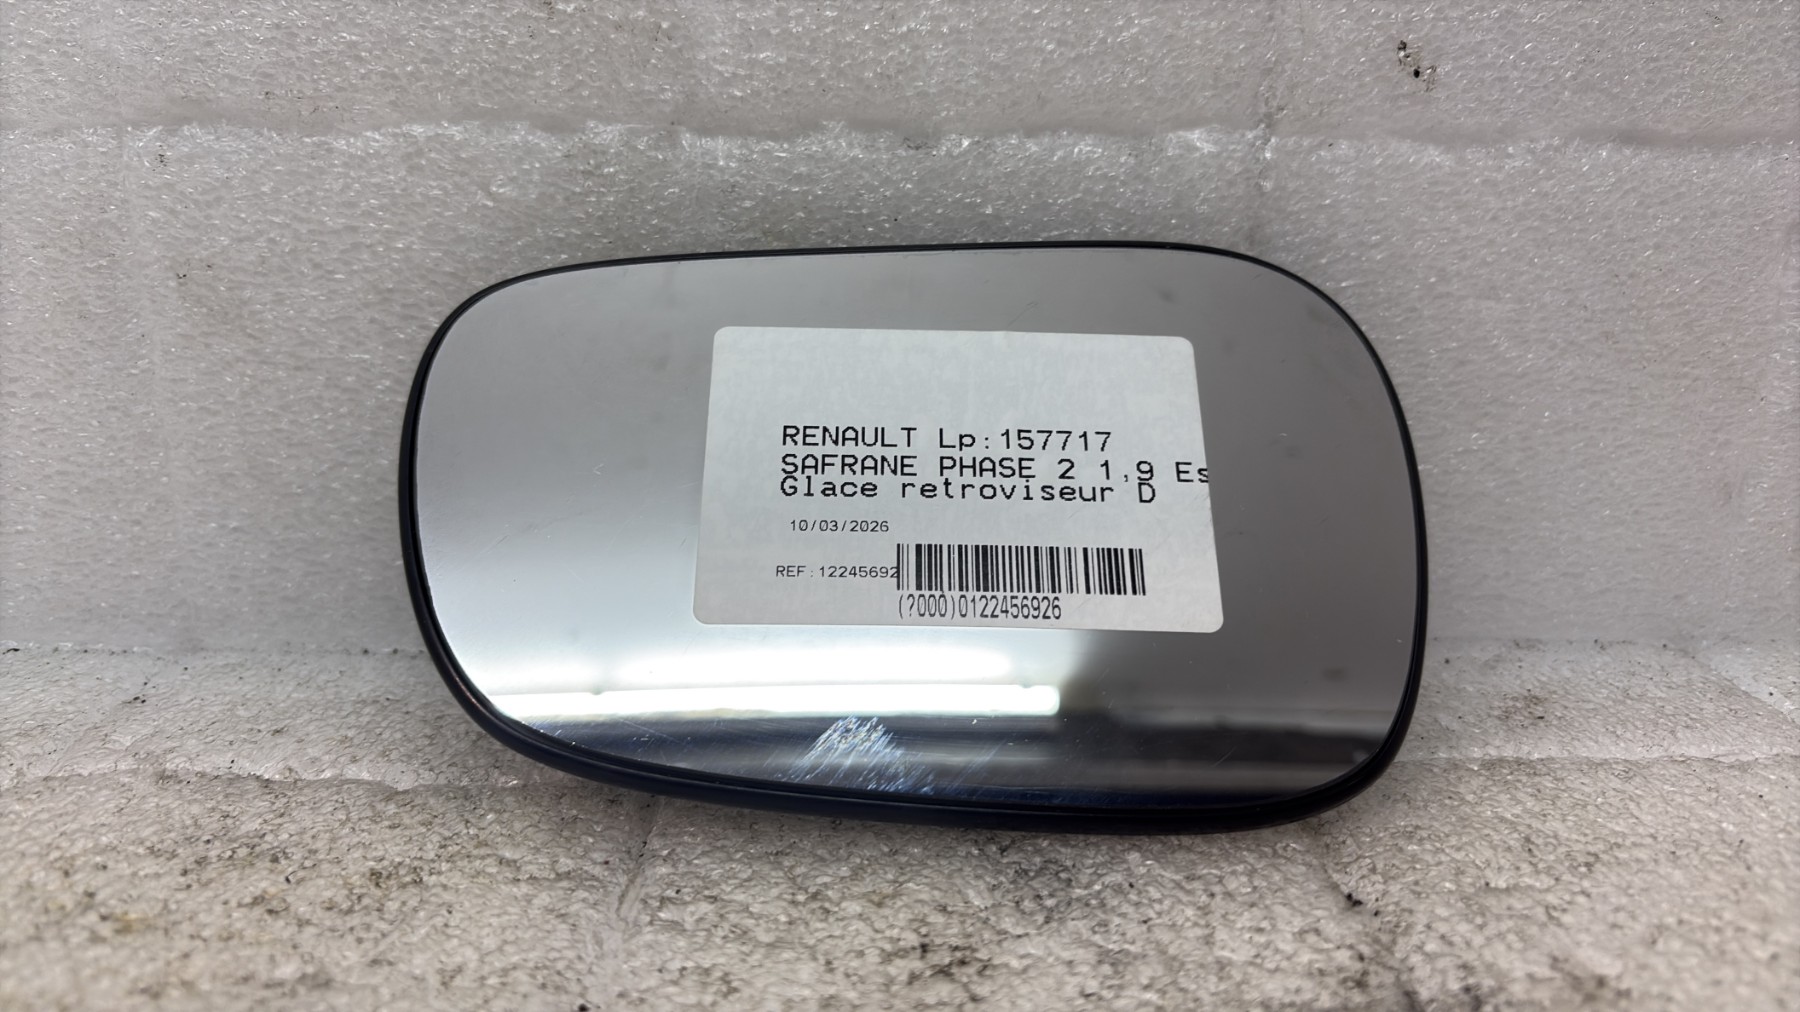 RENAULT Lp:157717
SAFRANE PHASE 2 1,9 Es
Glace retroviseur D
10/03/2026
REF:12245692
(?000)0122456926